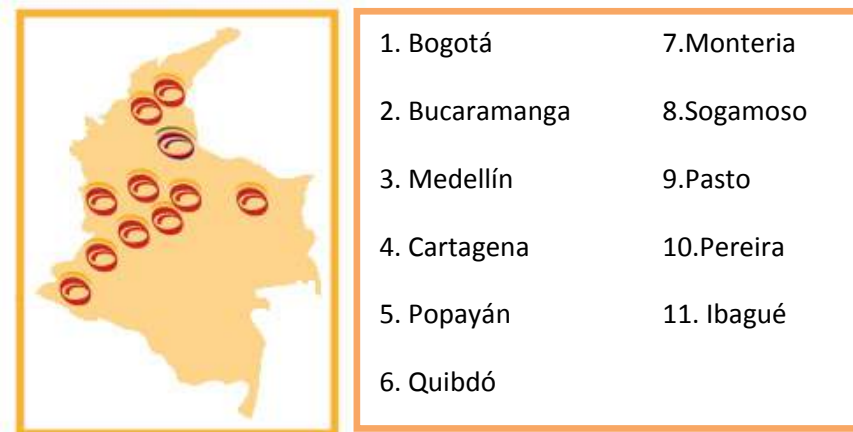 1. Bogotá
2. Bucaramanga
3. Medellín
4. Cartagena
5. Popayán
6. Quibdó
7.Monteria
8.Sogamoso
9.Pasto
10.Pereira
11. Ibagué